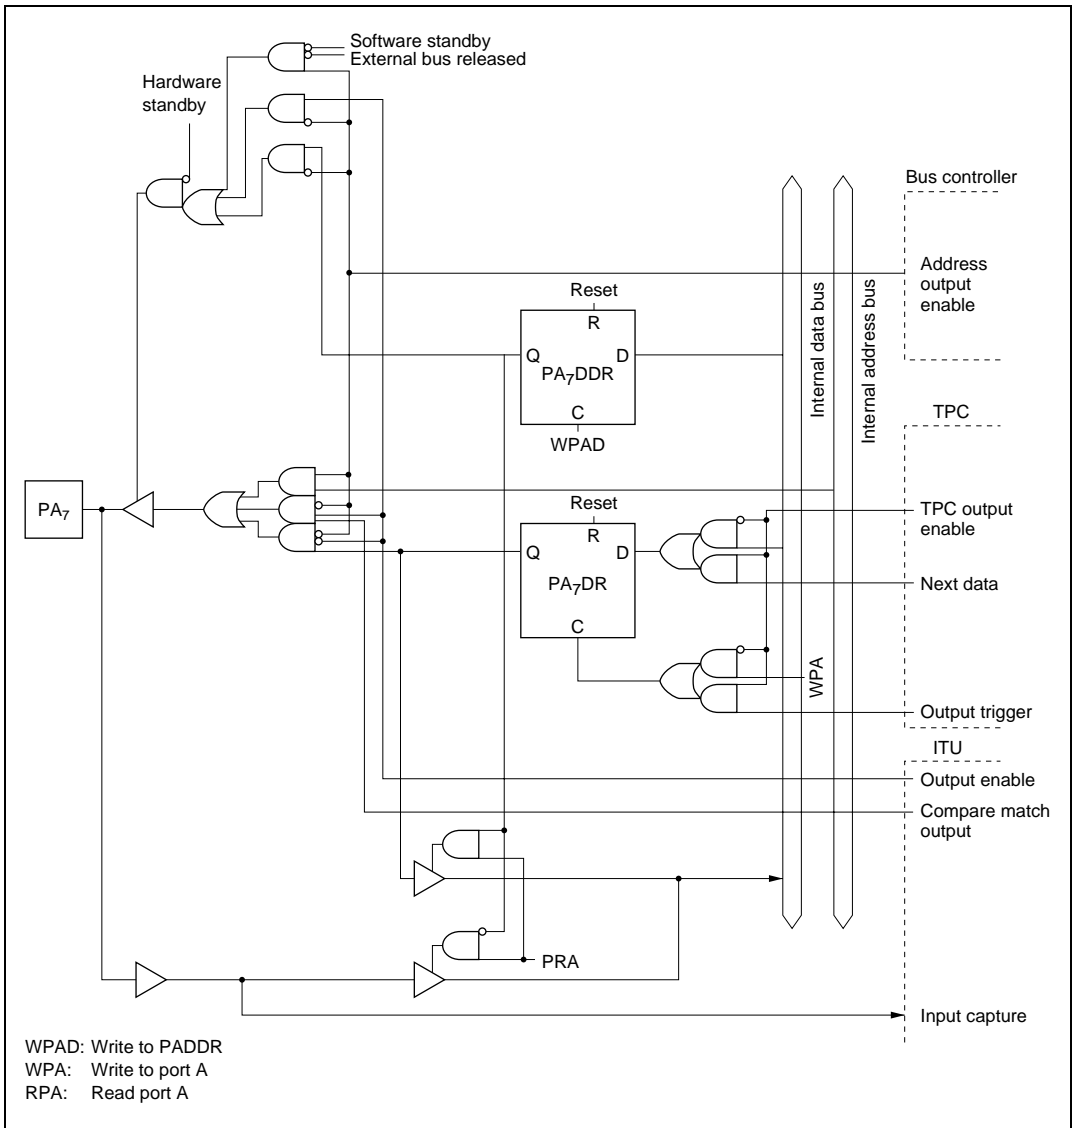 Software standby
External bus released
Hardware
standby
Bus controller
Address
output
enable
Internal data bus
Internal address bus
Reset
R
Q
D
PA7DDR
C
WPAD
TPC
PA7
Reset
R
Q
D
PA7DR
C
TPC output
enable
Next data
WPA
Output trigger
ITU
Output enable
Compare match
output
PRA
Input capture
WPAD: Write to PADDR
WPA: Write to port A
RPA: Read port A